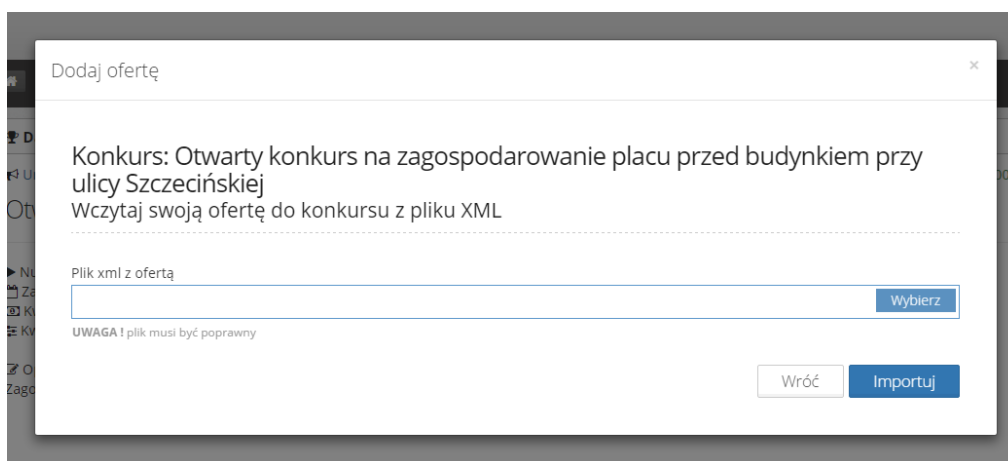 Dodaj ofertę
×
Konkurs: Otwarty konkurs na zagospodarowanie placu przed budynkiem przy
ulicy Szczecińskiej
Wczytaj swoją ofertę do konkursu z pliku XML
Plik xml z ofertą
Wybierz
UWAGA ! plik musi być poprawny
Wróć
Importuj